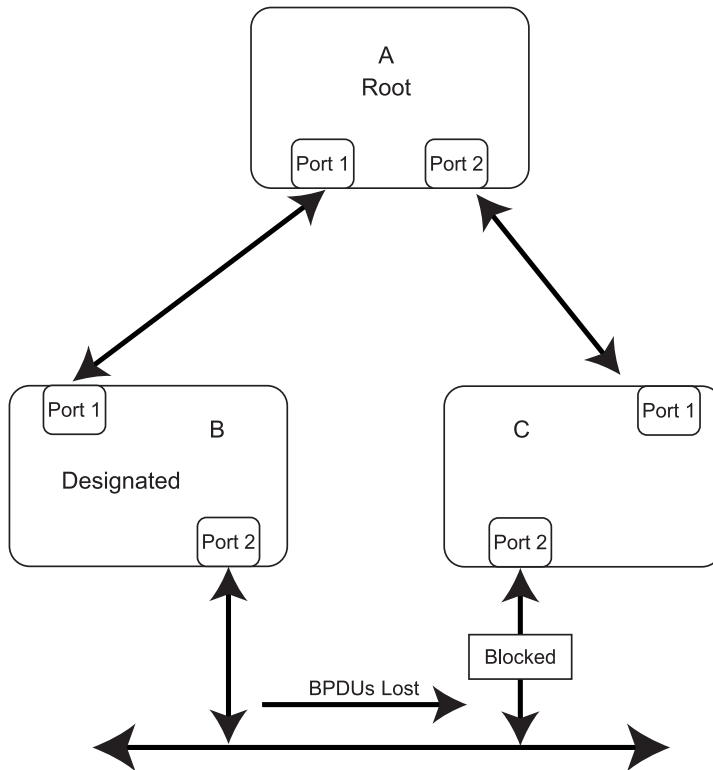 A
Root
Port 1
Port 2
Port 1
B
Designated
Port 2
C
Port 1
Port 2
Blocked
BPDUs Lost